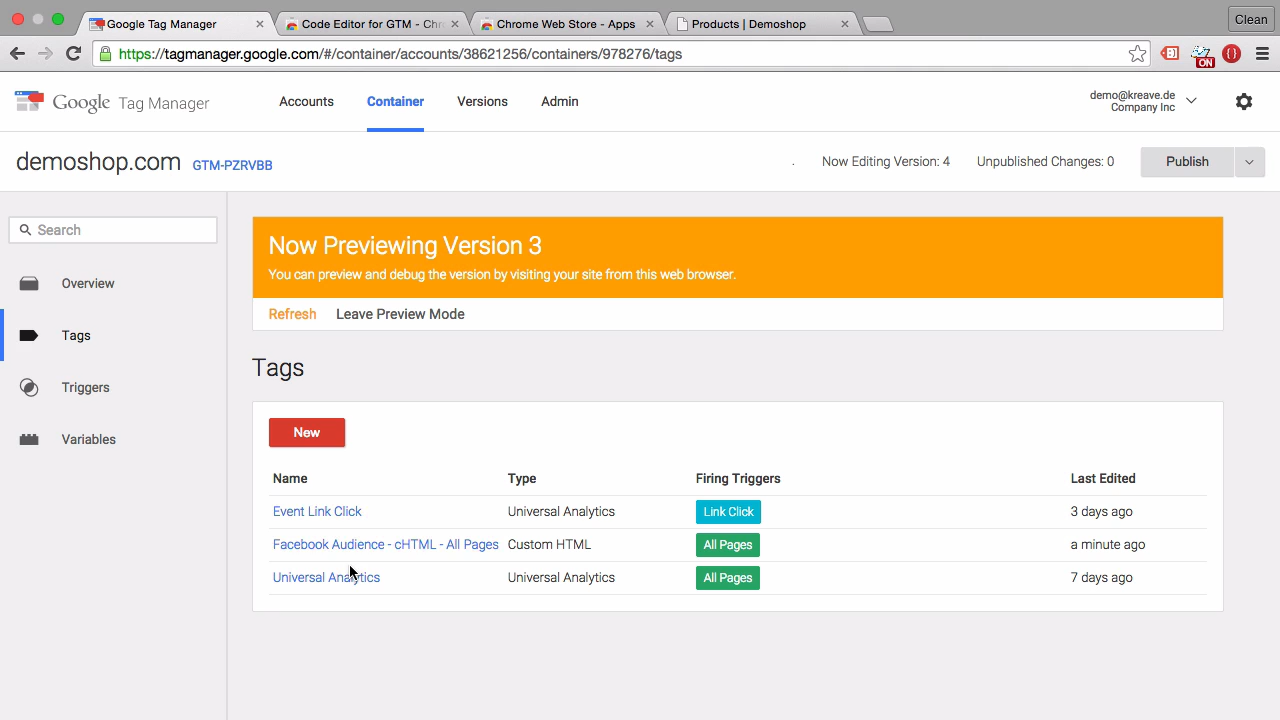 Google Tag Manager
Code Editor for GTM - Chr
Chrome Web Store - Apps
Products | Demoshop
Clean
https://tagmanager.google.com/#/container/accounts/38621256/containers/978276/tags
ON
Google Tag Manager
Accounts
Container
Versions
Admin
demo@kreave.de
Company Inc
demoshop.com GTM-PZRVBB
Now Editing Version: 4
Unpublished Changes: 0
Publish
Search
Overview
Tags
Triggers
Variables
Now Previewing Version 3
You can preview and debug the version by visiting your site from this web browser.
Refresh Leave Preview Mode
Tags
New
Name Type Firing Triggers Last Edited
Event Link Click Universal Analytics Link Click 3 days ago
Facebook Audience - cHTML - All Pages Custom HTML All Pages a minute ago
Universal Analytics Universal Analytics All Pages 7 days ago